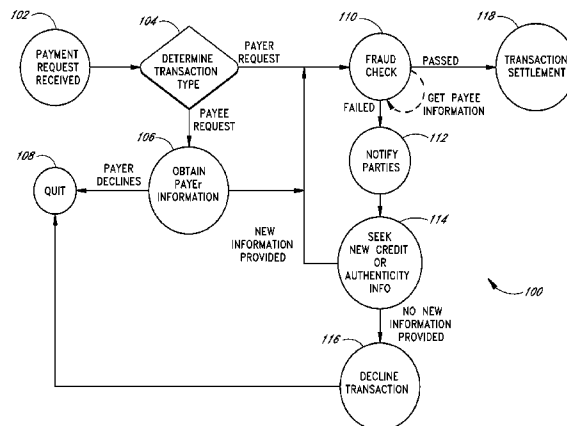 102
PAYMENT
REQUEST
RECEIVED
104
DETERMINE
TRANSACTION
TYPE
PAYER
REQUEST
110
FRAUD
CHECK
PASSED
118
TRANSACTION
SETTLEMENT
GET PAYEE
INFORMATION
FAILED
PAYEE
REQUEST
106
OBTAIN
PAYEr
INFORMATION
108
QUIT
PAYER
DECLINES
112
NOTIFY
PARTIES
NEW
INFORMATION
PROVIDED
114
SEEK
NEW CREDIT
OR
AUTHENTICITY
INFO
100
NO NEW
INFORMATION
PROVIDED
116
DECLINE
TRANSACTION